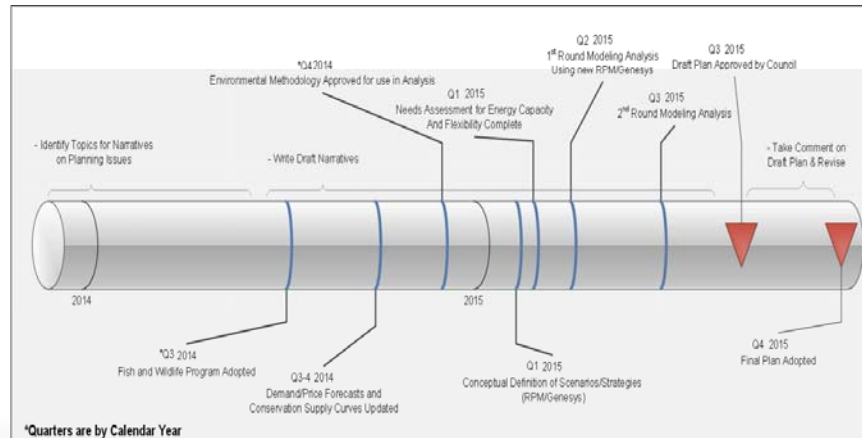 Q2 2015
1st Round Modeling Analysis
Using new RPM/Genesys
Q3 2015
Draft Plan Approved by Council
*Q4 2014
Environmental Methodology Approved for use in Analysis
Q1 2015
Needs Assessment for Energy Capacity
And Flexibility Complete
Q3 2015
2nd Round Modeling Analysis
- Identify Topics for Narratives
on Planning Issues
- Write Draft Narratives
- Take Comment on
Draft Plan & Revise
2014
2015
*Q3 2014
Fish and Wildlife Program Adopted
Q3-4 2014
Demand/Price Forecasts and
Conservation Supply Curves Updated
Q1 2015
Conceptual Definition of Scenarios/Strategies
(RPM/Genesys)
Q4 2015
Final Plan Adopted
*Quarters are by Calendar Year